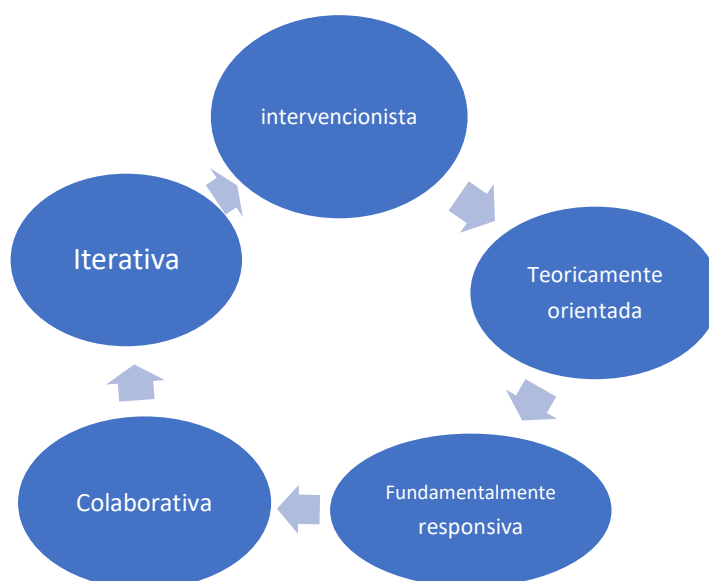 intervencionista
Teoricamente
orientada
Fundamentalmente
responsiva
Colaborativa
Iterativa